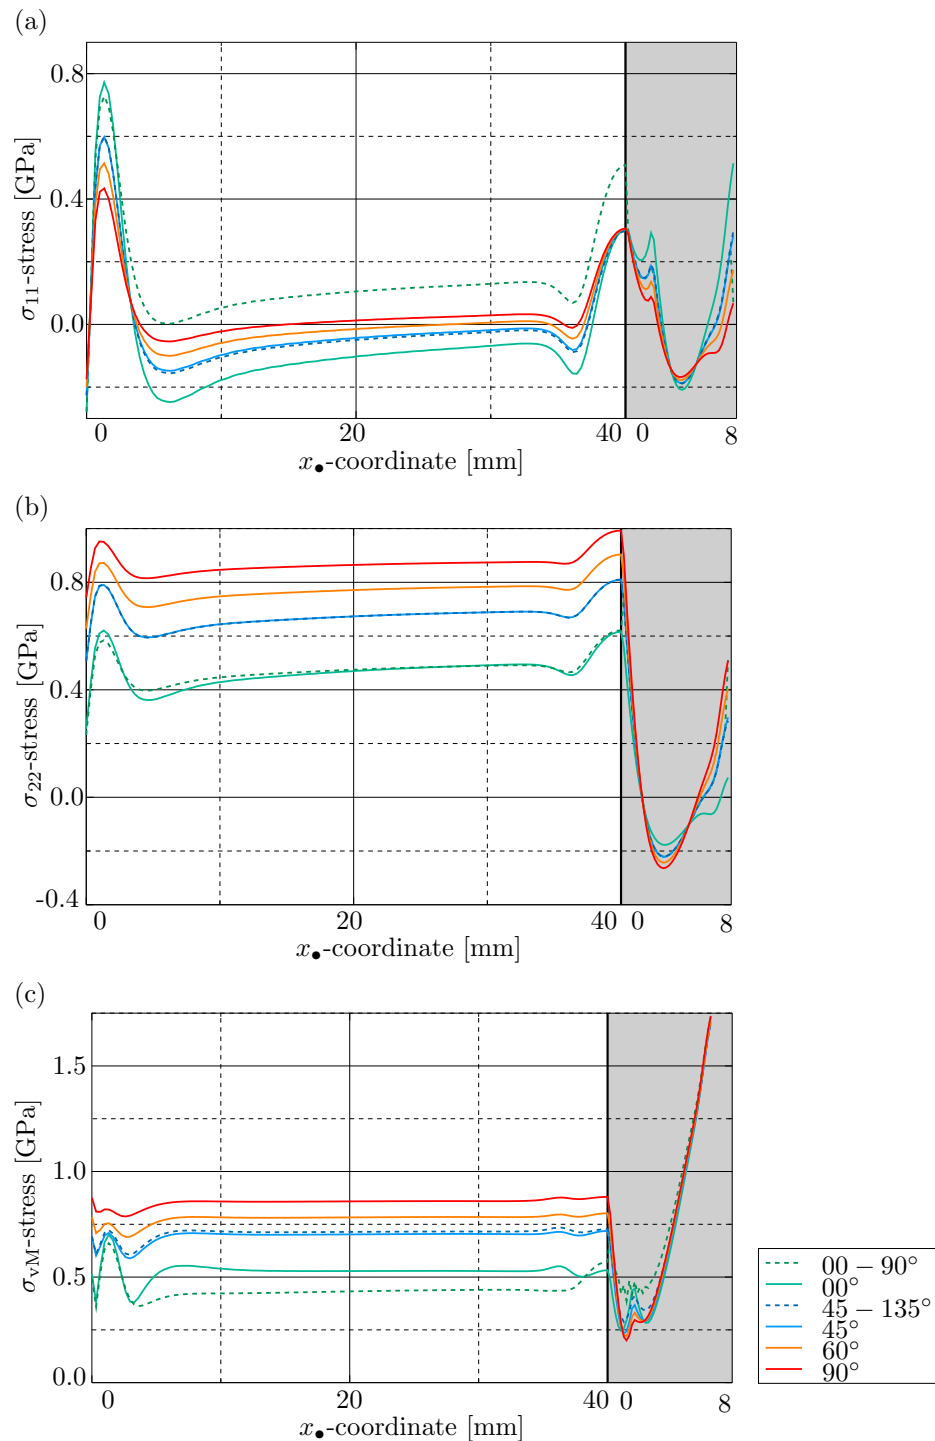 (a)
0.8
0.4
0.0
σ11-stress [GPa]
0 20 40 0 8
x•-coordinate [mm]
(b)
0.8
0.4
0.0
-0.4
σ22-stress [GPa]
0 20 40 0 8
x•-coordinate [mm]
(c)
1.5
1.0
0.5
0.0
σvM-stress [GPa]
0 20 40 0 8
x•-coordinate [mm]
00 − 90°
00°
45 − 135°
45°
60°
90°